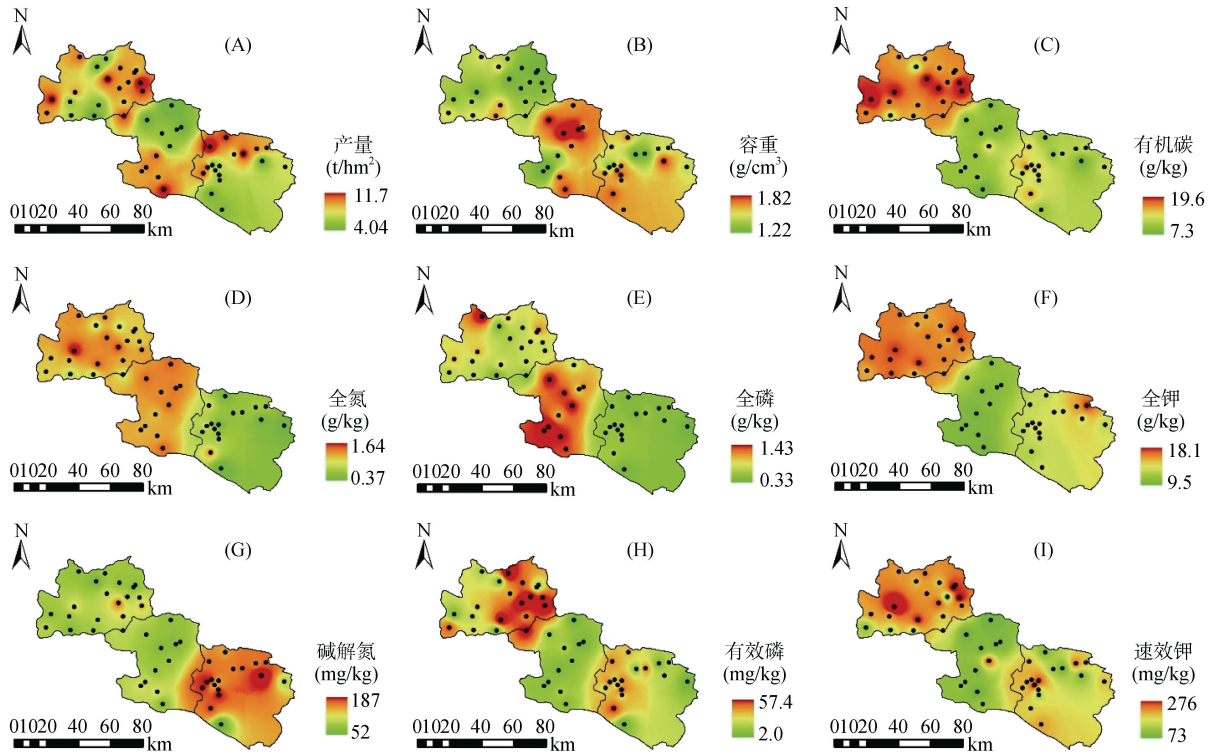 N
(A)
产量
(t/hm²)
11.7
4.04
01020 40 60 80
km
N
(B)
容重
(g/cm³)
1.82
1.22
01020 40 60 80
km
N
(C)
有机碳
(g/kg)
19.6
7.3
01020 40 60 80
km
N
(D)
全氮
(g/kg)
1.64
0.37
01020 40 60 80
km
N
(E)
全磷
(g/kg)
1.43
0.33
01020 40 60 80
km
N
(F)
全钾
(g/kg)
18.1
9.5
01020 40 60 80
km
N
(G)
碱解氮
(mg/kg)
187
52
01020 40 60 80
km
N
(H)
有效磷
(mg/kg)
57.4
2.0
01020 40 60 80
km
N
(I)
速效钾
(mg/kg)
276
73
01020 40 60 80
km